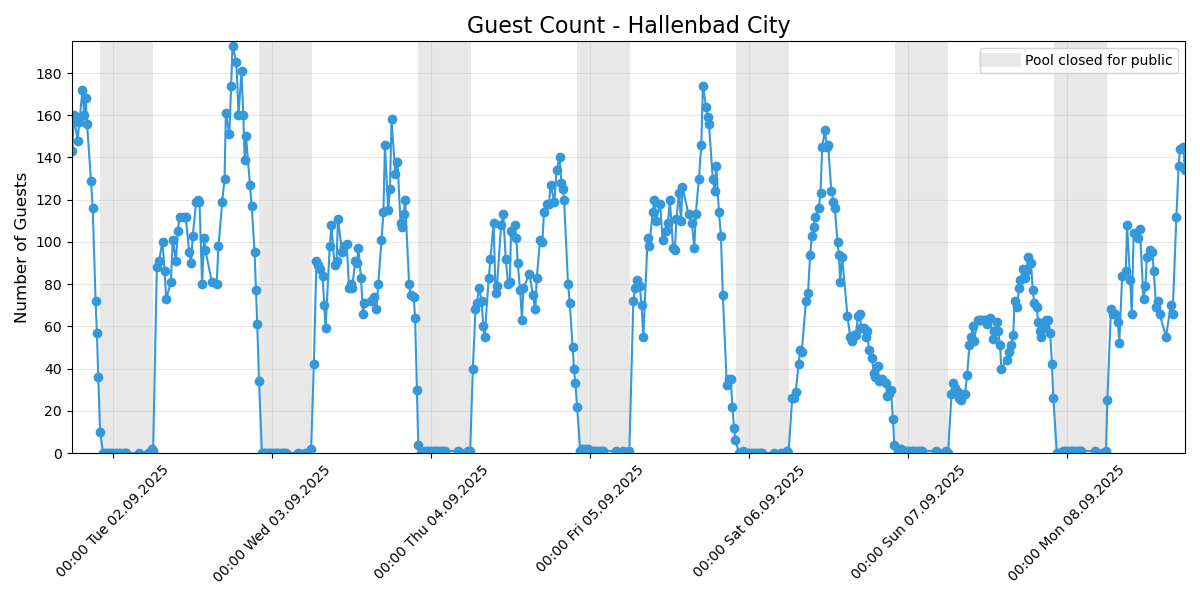 Guest Count - Hallenbad City
Pool closed for public
Number of Guests
180
160
140
120
100
80
60
40
20
0
00:00 Tue 02.09.2025
00:00 Wed 03.09.2025
00:00 Thu 04.09.2025
00:00 Fri 05.09.2025
00:00 Sat 06.09.2025
00:00 Sun 07.09.2025
00:00 Mon 08.09.2025